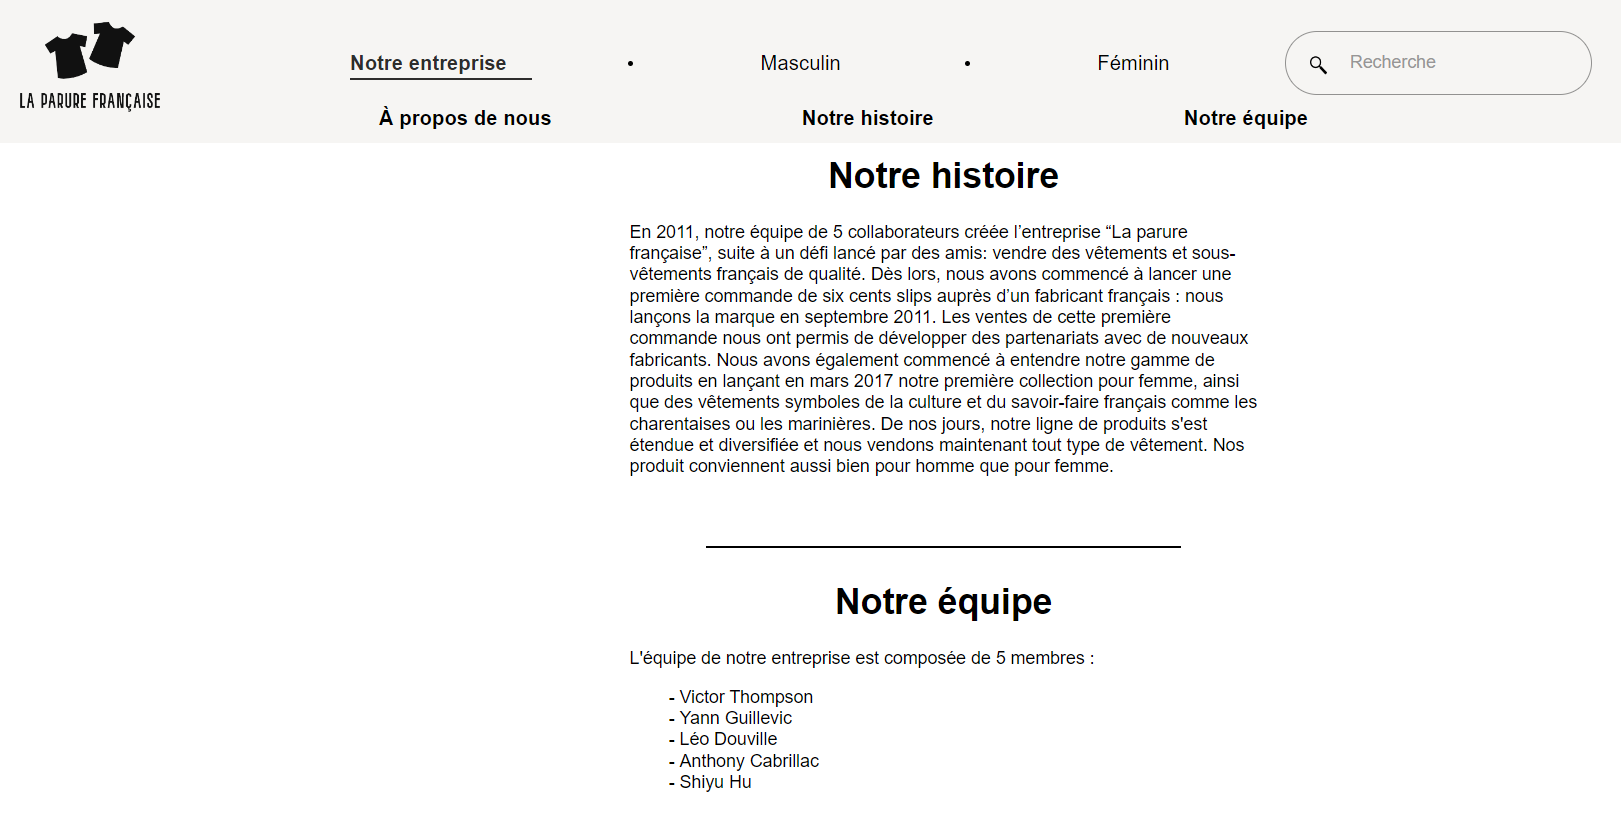 LA PARURE FRANÇAISE
Notre entreprise
•
Masculin
•
Féminin
Recherche
À propos de nous
Notre histoire
Notre équipe
Notre histoire
En 2011, notre équipe de 5 collaborateurs créée l’entreprise “La parure
française”, suite à un défi lancé par des amis: vendre des vêtements et sous-
vêtements français de qualité. Dès lors, nous avons commencé à lancer une
première commande de six cents slips auprès d’un fabricant français : nous
lançons la marque en septembre 2011. Les ventes de cette première
commande nous ont permis de développer des partenariats avec de nouveaux
fabricants. Nous avons également commencé à entendre notre gamme de
produits en lançant en mars 2017 notre première collection pour femme, ainsi
que des vêtements symboles de la culture et du savoir-faire français comme les
charentaises ou les marinières. De nos jours, notre ligne de produits s'est
étendue et diversifiée et nous vendons maintenant tout type de vêtement. Nos
produit conviennent aussi bien pour homme que pour femme.
Notre équipe
L'équipe de notre entreprise est composée de 5 membres :
- Victor Thompson
- Yann Guillevic
- Léo Douville
- Anthony Cabrillac
- Shiyu Hu